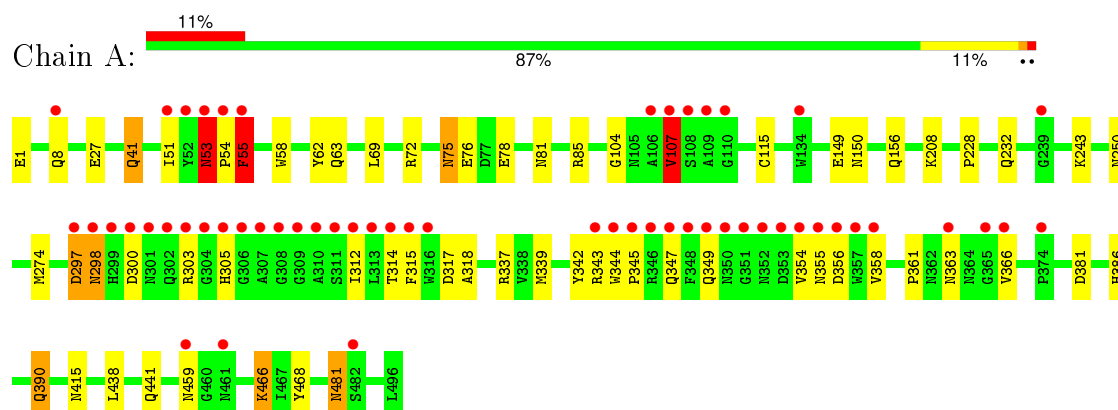 11%
Chain A:
87% 11% ••
E1 Q8 E27 Q41 I51 Y52 N53 P54 F55 W58 Y62 Q63 L69 R72 N75 E76 D77 E78 N81 R85 G104 N105 A106 V107 S108 A109 G110 C115 W134 E149 N150 Q156 K208 P228 Q232 G239 K243
M274 D297 N298 H299 D300 N301 Q302 R303 G304 H305 G306 A307 G308 G309 A310 S311 I312 L313 T314 F315 W316 D317 A318 R337 V338 M339 Y342 R343 W344 P345 R346 Q347 F348 Q349 N350 G351 N352 D353 V354 N355 D356 W357 V358 P361 N362 N363 N364 G365 V366 P374 D381 H386
Q390 N415 L438 Q441 N459 G460 N461 K466 I467 Y468 N481 S482 L496